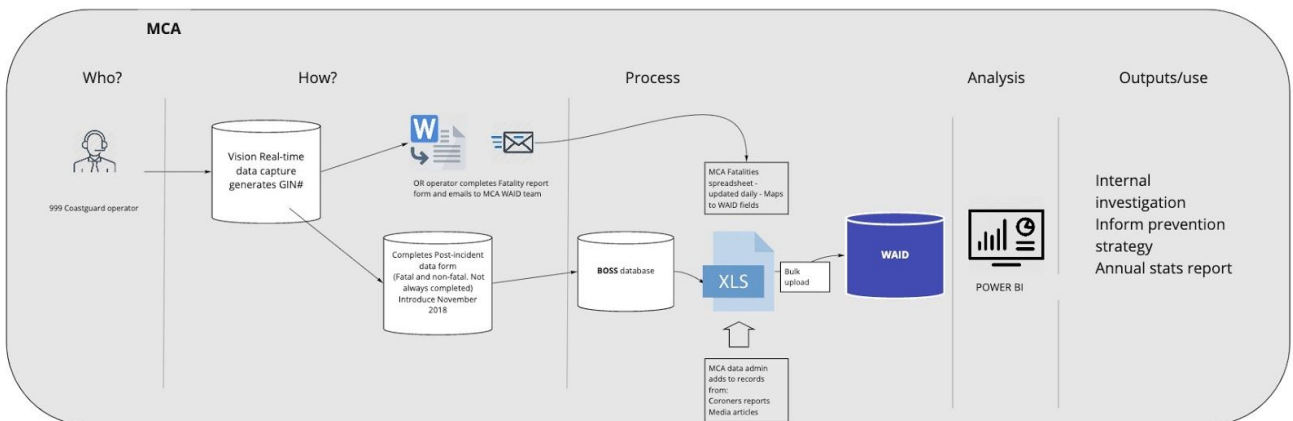 MCA
Who?
How?
Process
Analysis
Outputs/use
999 Coastguard operator
Vision Real-time
data capture
generates GIN#
W
OR operator completes Fatality report
form and emails to MCA WAID team
Completes Post-incident
data form
(Fatal and non-fatal. Not
always completed)
Introduce November
2018
BOSS database
MCA Fatalities
spreadsheet -
updated daily - Maps
to WAID fields
XLS
MCA data admin
adds to records
from:
Coroners reports
Media articles
Bulk
upload
WAID
POWER BI
Internal
investigation
Inform prevention
strategy
Annual stats report